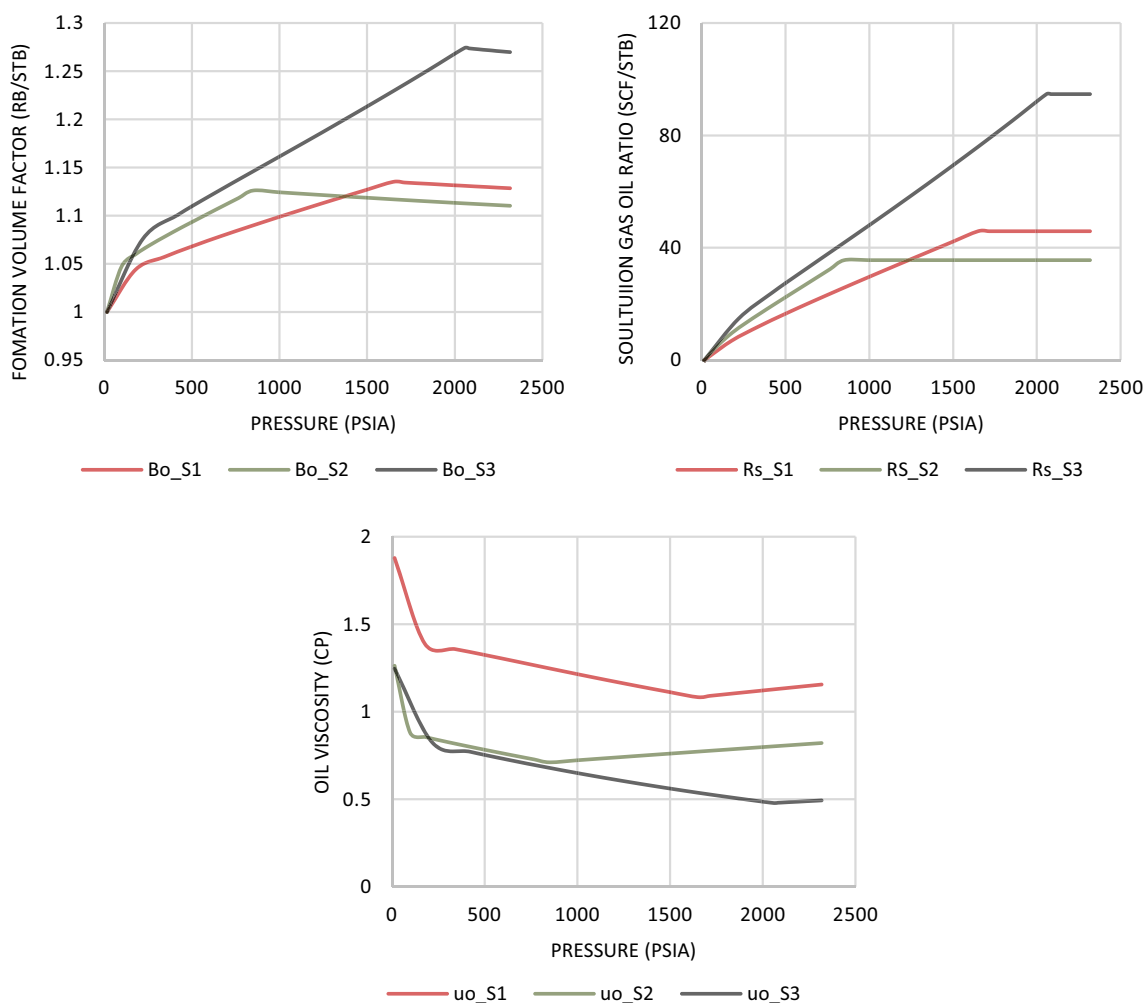 1.3
1.25
1.2
1.15
1.1
1.05
1
0.95
FOMATION VOLUME FACTOR (RB/STB)
0 500 1000 1500 2000 2500
PRESSURE (PSIA)
Bo_S1 Bo_S2 Bo_S3
120
80
40
0
SOULTUIION GAS OIL RATIO (SCF/STB)
0 500 1000 1500 2000 2500
PRESSURE (PSIA)
Rs_S1 RS_S2 Rs_S3
2
1.5
1
0.5
0
OIL VISCOSITY (CP)
0 500 1000 1500 2000 2500
PRESSURE (PSIA)
uo_S1 uo_S2 uo_S3